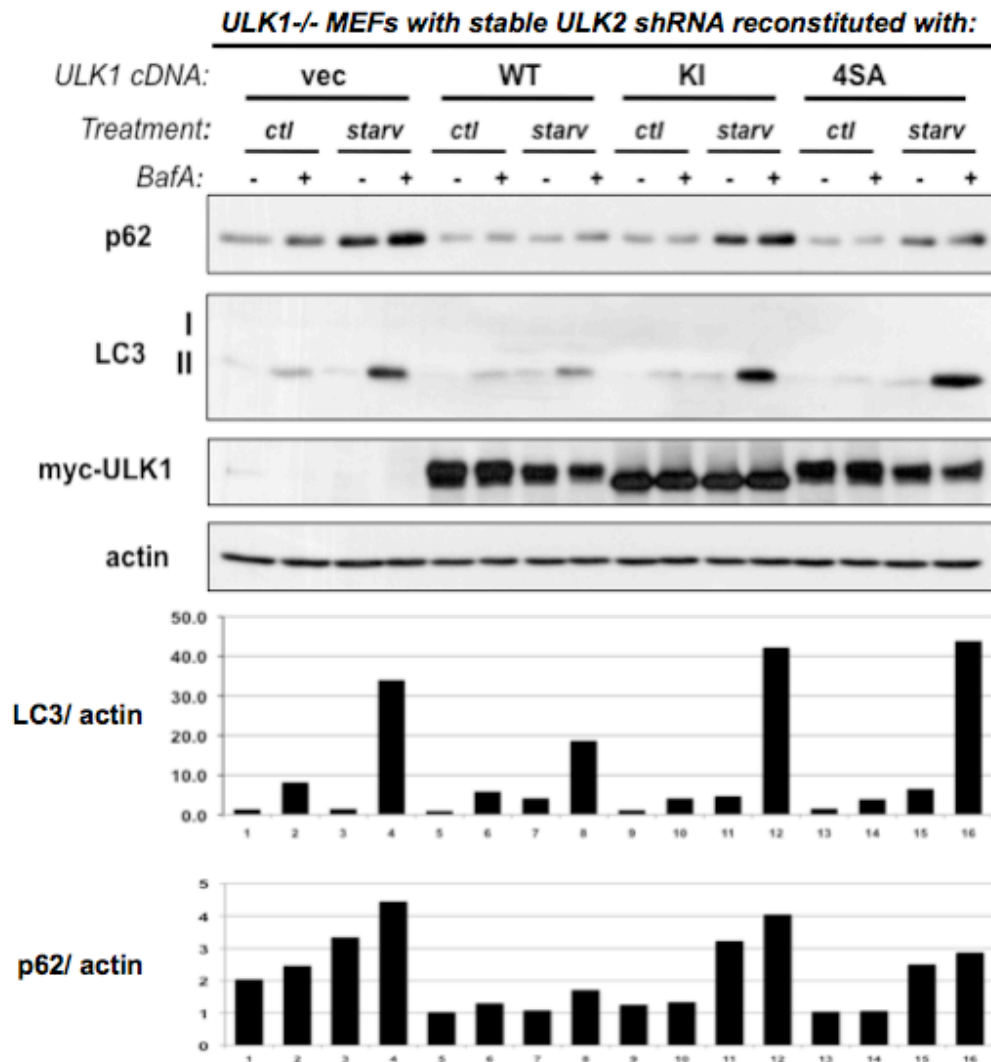 ULK1-/- MEFs with stable ULK2 shRNA reconstituted with:
ULK1 cDNA: vec WT KI 4SA
Treatment: ctl starv ctl starv ctl starv ctl starv
BafA: - + - + - + - + - + - + - + - +
p62
I
LC3 II
myc-ULK1
actin
50.0
40.0
30.0
LC3/ actin
20.0
10.0
0.0
1 2 3 4 5 6 7 8 9 10 11 12 13 14 15 16
5
4
3
p62/ actin
2
1
0
1 2 3 4 5 6 7 8 9 10 11 12 13 14 15 16